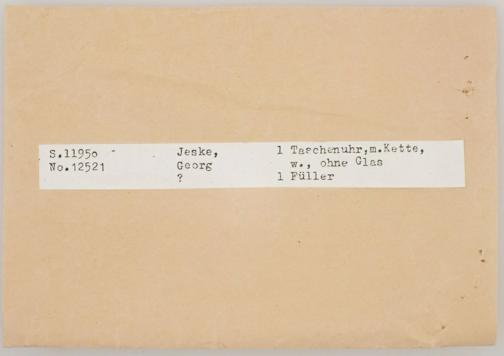 S.11950 - Jeske, 1 Taschenuhr,m.Kette,
No.12521 Georg w., ohne Glas
? 1 Füller